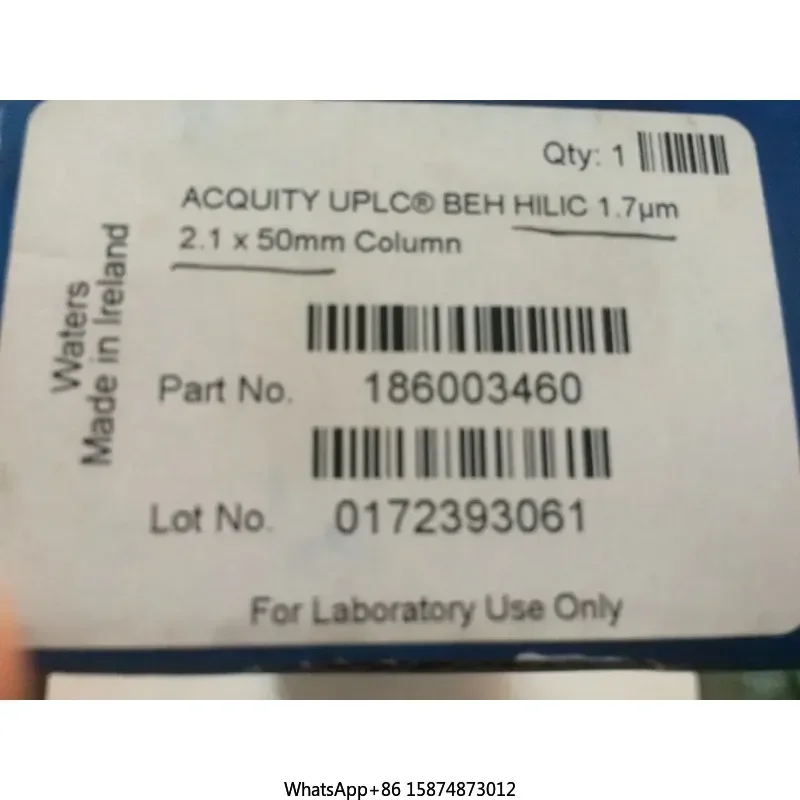 Qty: 1
ACQUITY UPLC® BEH HILIC 1.7µm
2.1 x 50mm Column
Waters
Made in Ireland
Part No. 186003460
Lot No. 0172393061
For Laboratory Use Only
WhatsApp+86 15874873012